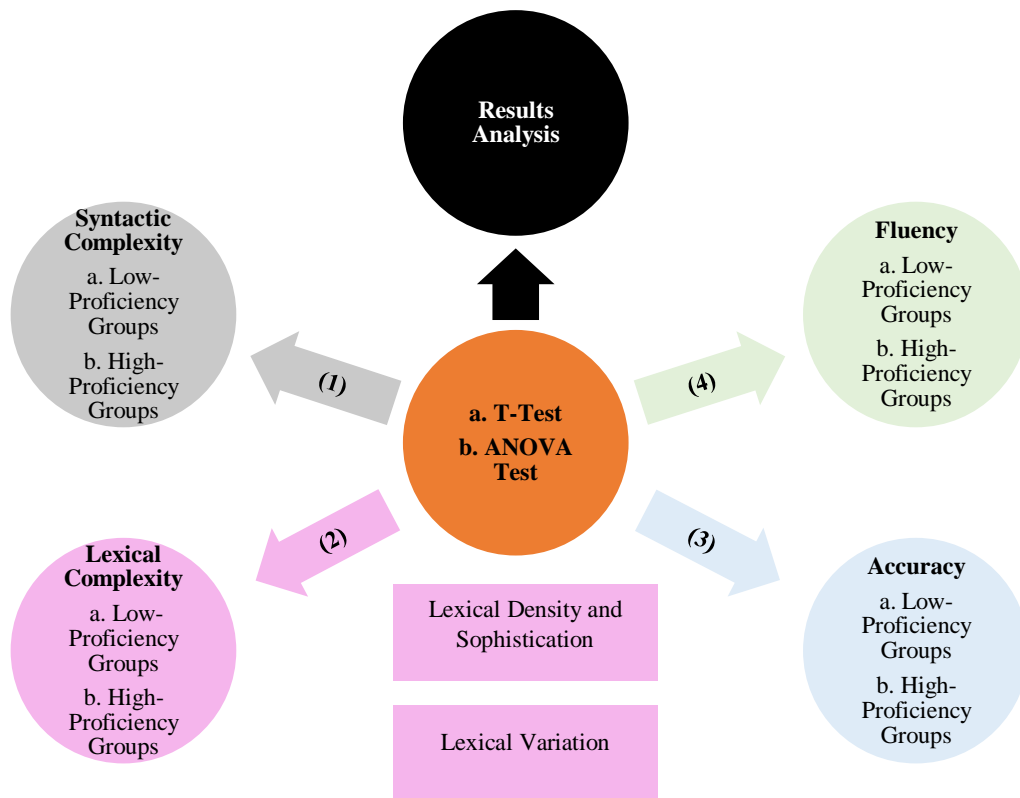 Results
Analysis
Syntactic
Complexity
a. Low-
Proficiency
Groups
b. High-
Proficiency
Groups
(1)
a. T-Test
b. ANOVA
Test
(4)
Fluency
a. Low-
Proficiency
Groups
b. High-
Proficiency
Groups
Lexical
Complexity
a. Low-
Proficiency
Groups
b. High-
Proficiency
Groups
(2)
Lexical Density and
Sophistication
Lexical Variation
(3)
Accuracy
a. Low-
Proficiency
Groups
b. High-
Proficiency
Groups